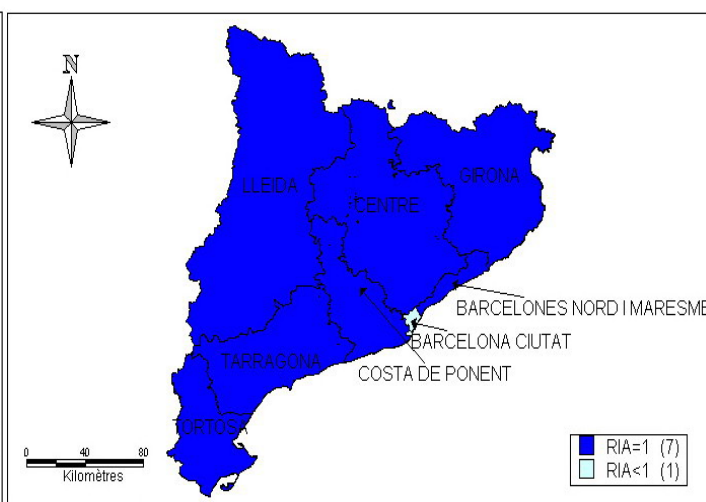 N
LLEIDA
CENTRE
GIRONA
BARCELONES NORD I MARESME
BARCELONA CIUTAT
COSTA DE PONENT
TARRAGONA
TORTOSA
0 40 80
Kilomètres
RIA=1 (7)
RIA<1 (1)